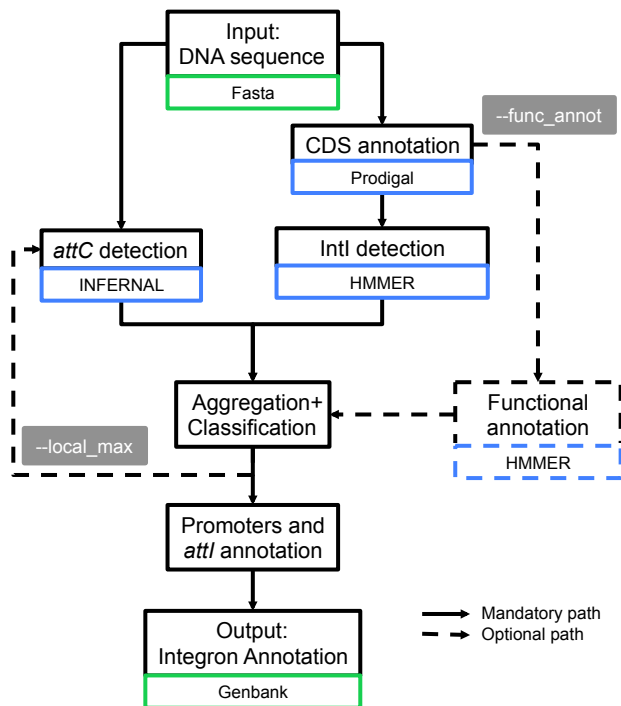 Input:
DNA sequence
Fasta
--func_annot
CDS annotation
Prodigal
attC detection
INFERNAL
IntI detection
HMMER
Aggregation+
Classification
Functional
annotation
HMMER
--local_max
Promoters and
attI annotation
Output:
Integron Annotation
Genbank
Mandatory path
Optional path